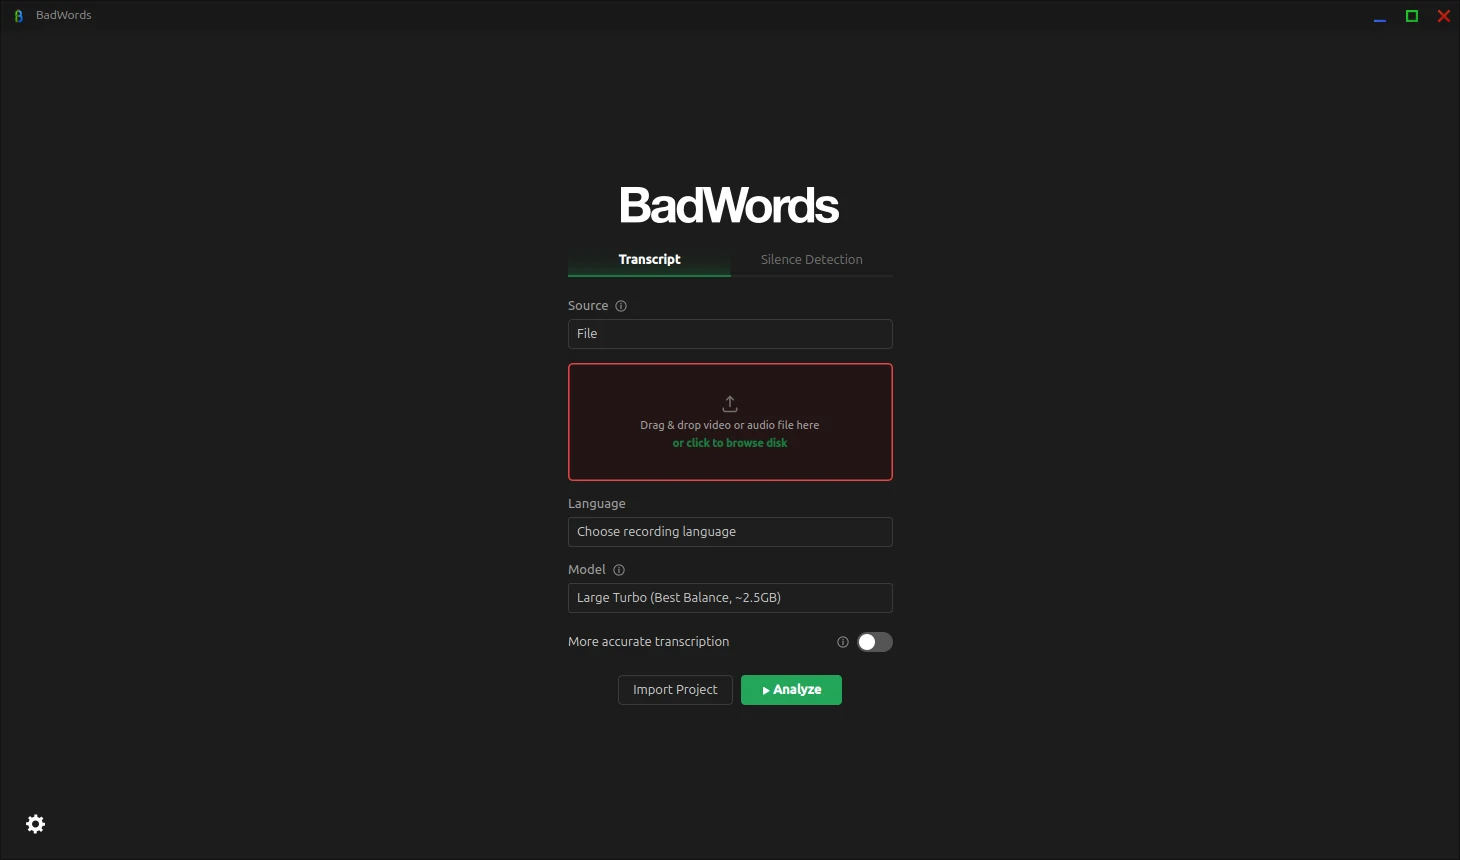 BadWords
BadWords
Transcript
Silence Detection
Source
File
Drag & drop video or audio file here
or click to browse disk
Language
Choose recording language
Model
Large Turbo (Best Balance, ~2.5GB)
More accurate transcription
Import Project
Analyze